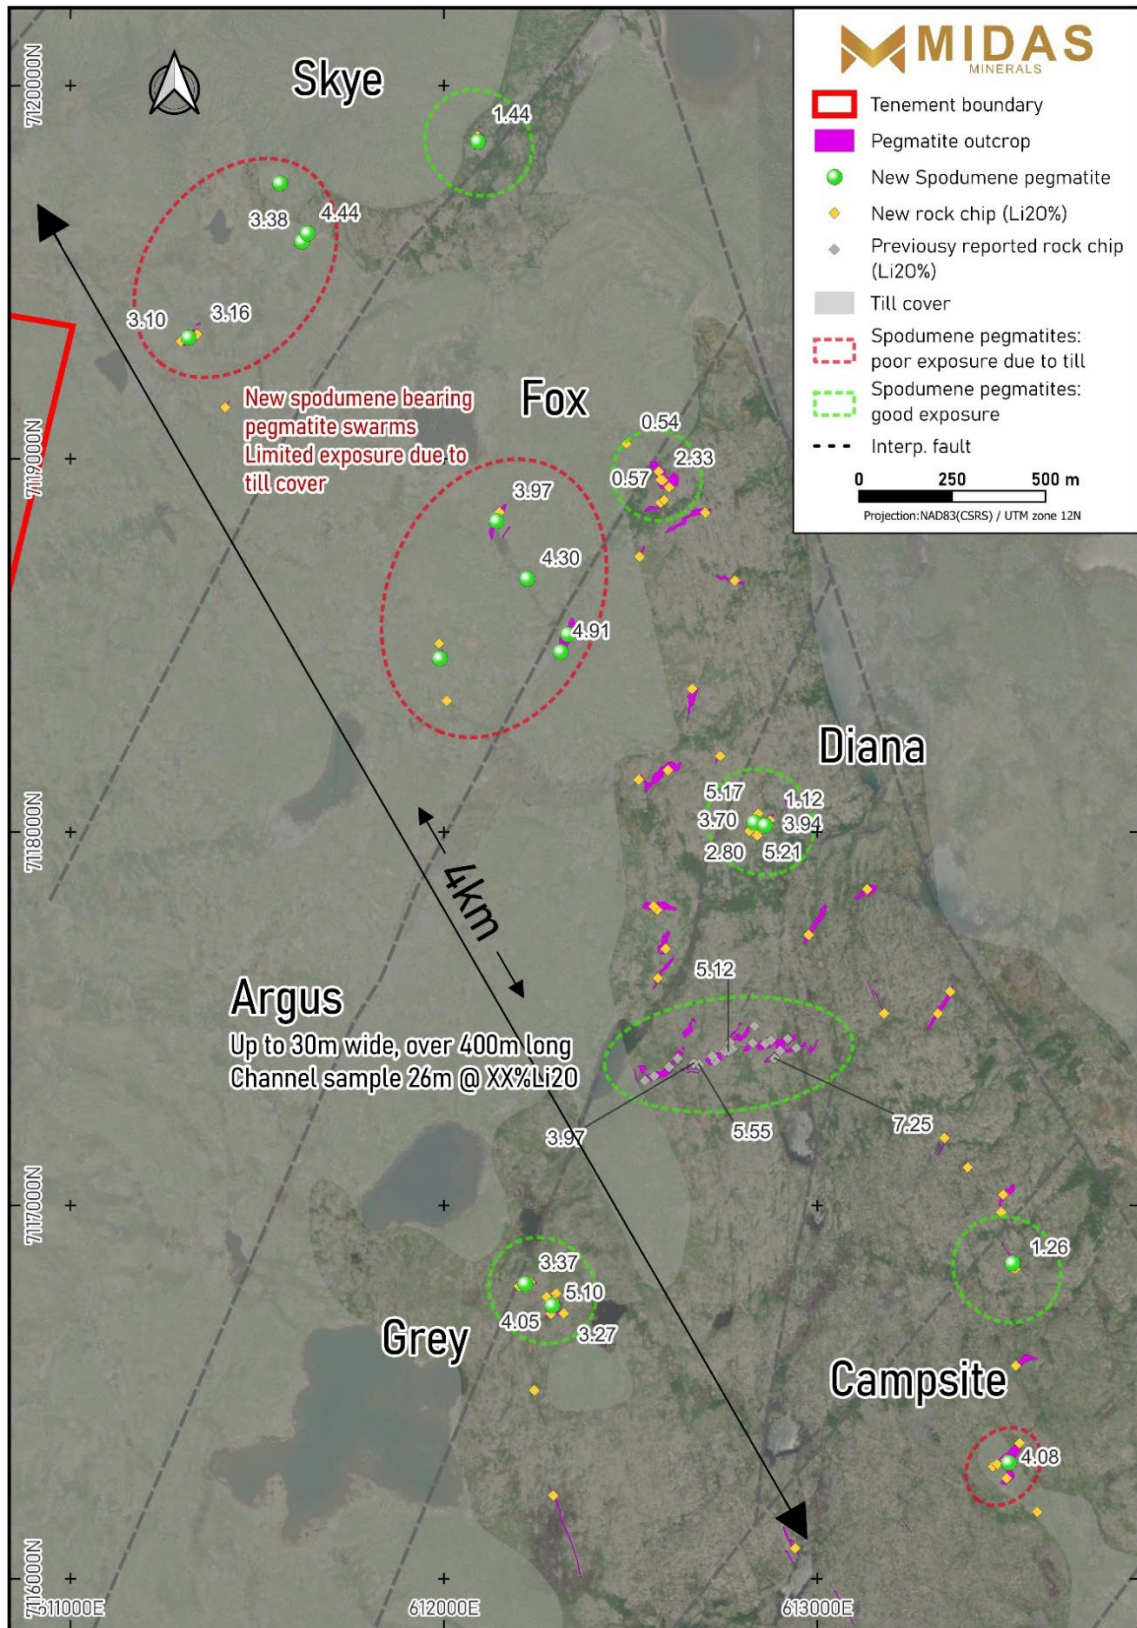 Skye
MIDAS
MINERALS
Tenement boundary
Pegmatite outcrop
New Spodumene pegmatite
New rock chip (Li2O%)
Previousy reported rock chip
(Li2O%)
Till cover
Spodumene pegmatites:
poor exposure due to till
Spodumene pegmatites:
good exposure
Interp. fault
0 250 500 m
Projection:NAD83(CSRS) / UTM zone 12N
7120000N
1.44
3.38
4.44
3.10
3.16
New spodumene bearing
pegmatite swarms
Limited exposure due to
till cover
Fox
0.54
2.33
0.57
7119000N
3.97
4.30
4.91
Diana
5.17
1.12
3.70
3.94
2.80
5.21
7118000N
4km
5.12
Argus
Up to 30m wide, over 400m long
Channel sample 26m @ XX%Li2O
3.97
5.55
7.25
7117000N
3.37
5.10
4.05
3.27
Grey
1.26
Campsite
4.08
7116000N
611000E
612000E
613000E